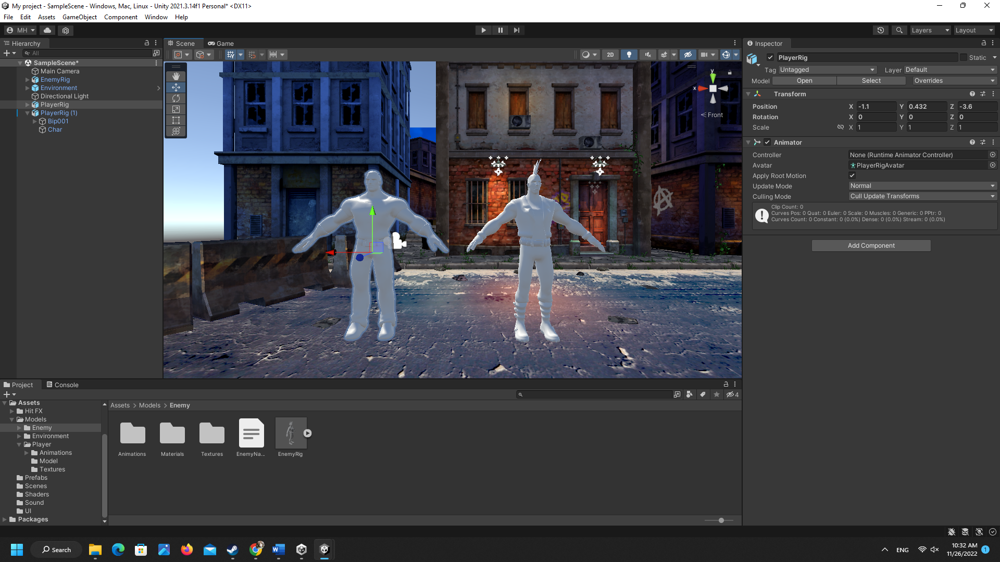 My project - SampleScene - Windows, Mac, Linux - Unity 2021.3.14f1 Personal* <DX11>
File Edit Assets GameObject Component Window Help
MH
Layers
Layout
Hierarchy
All
SampleScene*
Main Camera
EnemyRig
Environment
Directional Light
PlayerRig
PlayerRig (1)
Bip001
Char
Scene
Game
2D
y
x
Front
Inspector
PlayerRig
Static
Tag Untagged
Layer Default
Model Open Select Overrides
Transform
Position X -1.1 Y 0.432 Z -3.6
Rotation X 0 Y 0 Z 0
Scale X 1 Y 1 Z 1
Animator
Controller None (Runtime Animator Controller)
Avatar PlayerRigAvatar
Apply Root Motion
Update Mode Normal
Culling Mode Cull Update Transforms
Clip Count: 0
Curves Pos: 0 Quat: 0 Euler: 0 Scale: 0 Muscles: 0 Generic: 0 PPtr: 0
Curves Count: 0 Constant: 0 (0.0%) Dense: 0 (0.0%) Stream: 0 (0.0%)
Add Component
Project
Console
4
Assets
Hit FX
Models
Enemy
Environment
Player
Animations
Model
Textures
Prefabs
Scenes
Shaders
Sound
UI
Packages
Assets > Models > Enemy
Animations
Materials
Textures
EnemyNa...
EnemyRig
Search
ENG
10:32 AM
11/26/2022
1